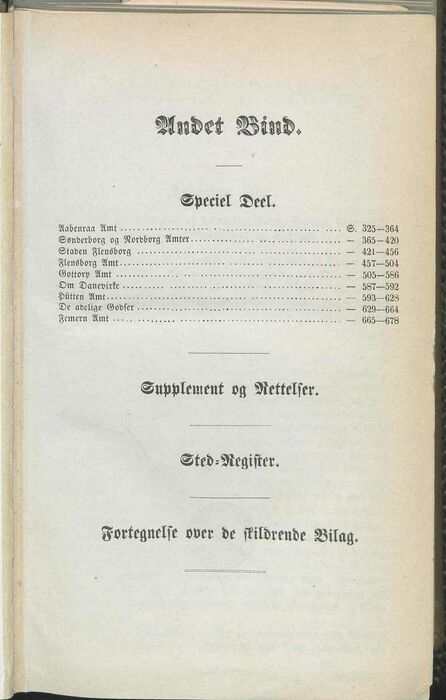 Andet Bind.
Speciel Deel.
Aabenraa Amt ........ S. 325—364
Sønderborg og Nordborg Amter ........ — 365—420
Staden Flensborg ........ — 421—456
Flensborg Amt ........ — 457—504
Gottorp Amt ........ — 505—586
Om Danevirke ........ — 587—592
Hütten Amt ........ — 593—628
De adelige Godser ........ — 629—664
Femern Amt ........ — 665—678
Supplement og Rettelser.
Sted-Register.
Fortegnelse over de skildrende Bilag.